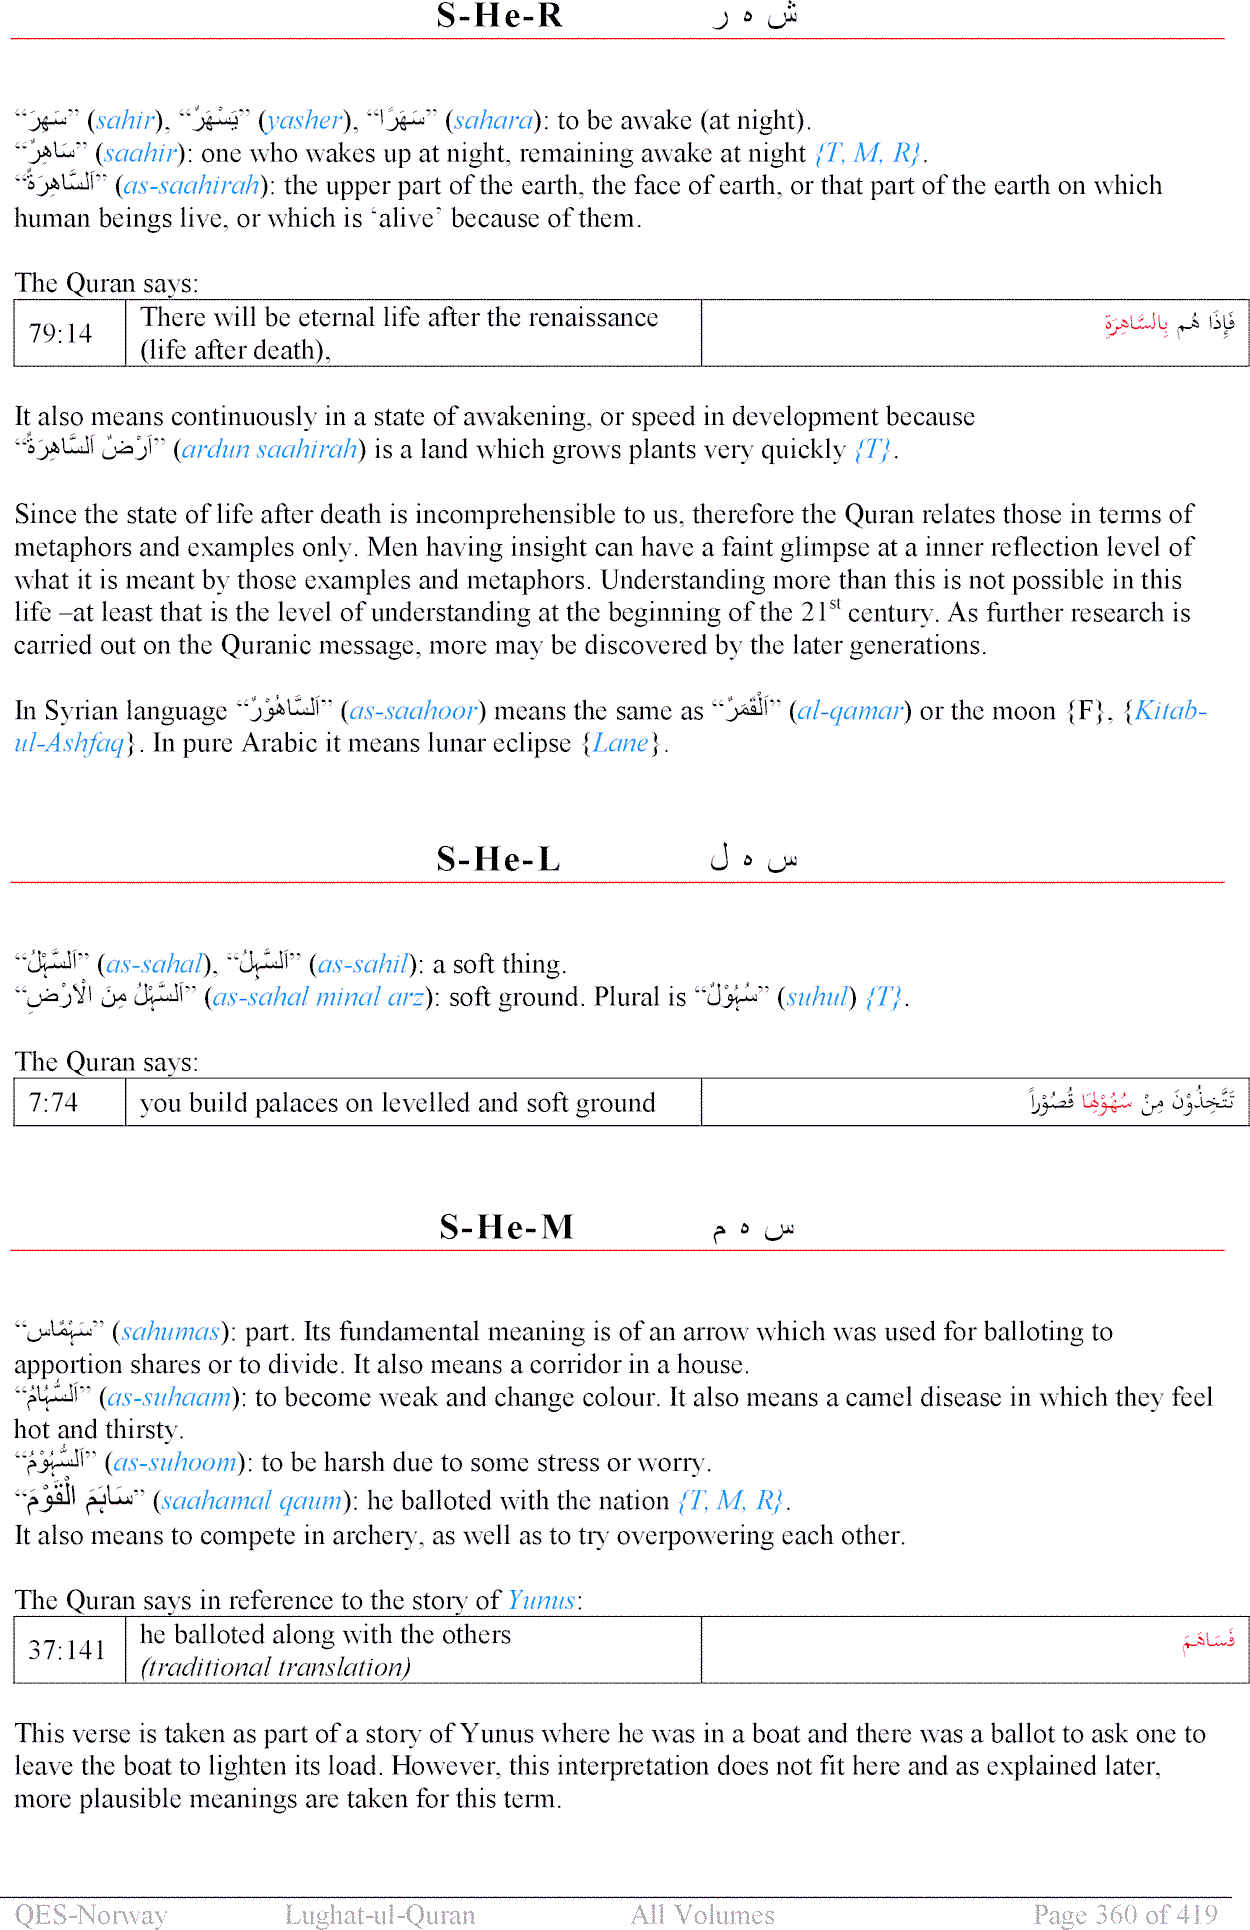 S-He-R ش ه ر
“سَهِرَ” (sahir), “يَسْهَرُ” (yasher), “سَهَرًا” (sahara): to be awake (at night).
“سَاهِرٌ” (saahir): one who wakes up at night, remaining awake at night {T, M, R}.
“اَلسَّاهِرَةُ” (as-saahirah): the upper part of the earth, the face of earth, or that part of the earth on which
human beings live, or which is ‘alive’ because of them.
The Quran says:
79:14 There will be eternal life after the renaissance (life after death), فَإِذَا هُم بِالسَّاهِرَةِ
It also means continuously in a state of awakening, or speed in development because
“اَرْضٌ اَلسَّاهِرَةُ” (ardun saahirah) is a land which grows plants very quickly {T}.
Since the state of life after death is incomprehensible to us, therefore the Quran relates those in terms of
metaphors and examples only. Men having insight can have a faint glimpse at a inner reflection level of
what it is meant by those examples and metaphors. Understanding more than this is not possible in this
life –at least that is the level of understanding at the beginning of the 21st century. As further research is
carried out on the Quranic message, more may be discovered by the later generations.
In Syrian language “اَلسَّاهُوْرُ” (as-saahoor) means the same as “اَلْقَمَرُ” (al-qamar) or the moon {F}, {Kitab-
ul-Ashfaq}. In pure Arabic it means lunar eclipse {Lane}.
S-He-L س ه ل
“اَلسَّهْلُ” (as-sahal), “اَلسَّهِلُ” (as-sahil): a soft thing.
“اَلسَّهْلُ مِنَ الْاَرْضِ” (as-sahal minal arz): soft ground. Plural is “سُهُوْلٌ” (suhul) {T}.
The Quran says:
7:74 you build palaces on levelled and soft ground تَتَّخِذُوْنَ مِنْ سُهُوْلِهَا قُصُوْراً
S-He-M س ه م
“سَهْمٌاس” (sahumas): part. Its fundamental meaning is of an arrow which was used for balloting to
apportion shares or to divide. It also means a corridor in a house.
“اَلسُّهَامُ” (as-suhaam): to become weak and change colour. It also means a camel disease in which they feel
hot and thirsty.
“اَلسُّهُوْمُ” (as-suhoom): to be harsh due to some stress or worry.
“سَاہَمَ الْقَوْمَ” (saahamal qaum): he balloted with the nation {T, M, R}.
It also means to compete in archery, as well as to try overpowering each other.
The Quran says in reference to the story of Yunus:
37:141 he balloted along with the others (traditional translation) فَسَاهَمَ
This verse is taken as part of a story of Yunus where he was in a boat and there was a ballot to ask one to
leave the boat to lighten its load. However, this interpretation does not fit here and as explained later,
more plausible meanings are taken for this term.
QES-Norway Lughat-ul-Quran All Volumes Page 360 of 419